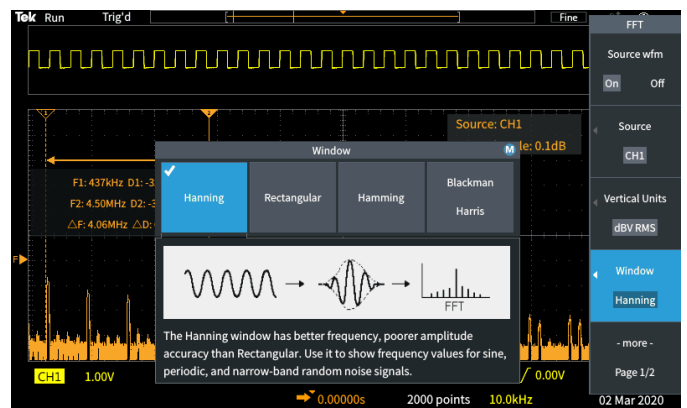 Tek Run Trig'd Fine
FFT
Source wfm
On Off
Source
CH1
Vertical Units
dBV RMS
Window
Hanning
- more -
Page 1/2
Source: CH1
le: 0.1dB
1 2
F1: 437kHz D1: -3
F2: 4.50MHz D2: -3
△F: 4.06MHz △D:
F
Window M
Hanning Rectangular Hamming Blackman
Harris
FFT
The Hanning window has better frequency, poorer amplitude
accuracy than Rectangular. Use it to show frequency values for sine,
periodic, and narrow-band random noise signals.
CH1 1.00V 0.00V
0.00000s 2000 points 10.0kHz 02 Mar 2020